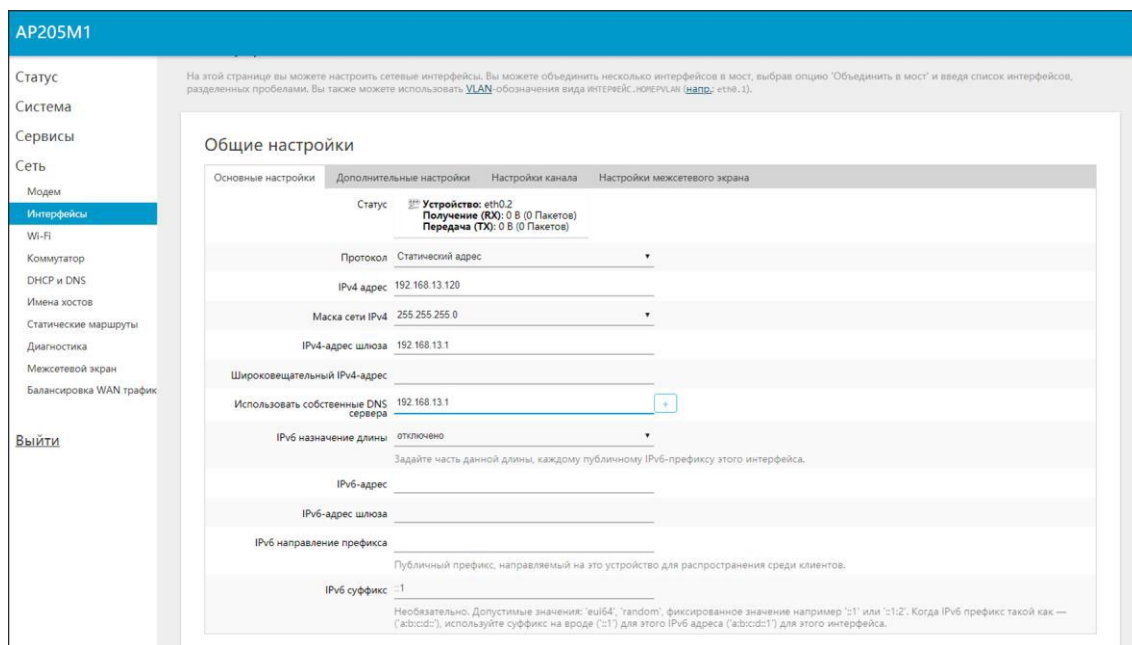 AP205M1
Статус
Система
Сервисы
Сеть
Модем
Интерфейсы
Wi-Fi
Коммутатор
DHCP и DNS
Имена хостов
Статические маршруты
Диагностика
Межсетевой экран
Балансировка WAN трафик
Выйти
На этой странице вы можете настроить сетевые интерфейсы. Вы можете объединить несколько интерфейсов в мост, выбрав опцию 'Объединить в мост' и введя список интерфейсов,
разделенных пробелами. Вы также можете использовать VLAN-обозначения вида ИНТЕРФЕЙС.НОМЕРVLAN (напр.: eth0.1).
Общие настройки
Основные настройки Дополнительные настройки Настройки канала Настройки межсетевого экрана
Статус Устройство: eth0.2
Получение (RX): 0 B (0 Пакетов)
Передача (TX): 0 B (0 Пакетов)
Протокол Статический адрес
IPv4 адрес 192.168.13.120
Маска сети IPv4 255.255.255.0
IPv4-адрес шлюза 192.168.13.1
Широковещательный IPv4-адрес
Использовать собственные DNS 192.168.13.1 +
сервера
IPv6 назначение длины отключено
Задайте часть данной длины, каждому публичному IPv6-префиксу этого интерфейса.
IPv6-адрес
IPv6-адрес шлюза
IPv6 направление префикса
Публичный префикс, направляемый на это устройство для распространения среди клиентов.
IPv6 суффикс ::1
Необязательно. Допустимые значения: 'eui64', 'random', фиксированное значение например '::1' или '::1:2'. Когда IPv6 префикс такой как —
('a:b:c:d::'), используйте суффикс на вроде ('::1') для этого IPv6 адреса ('a:b:c:d::1') для этого интерфейса.